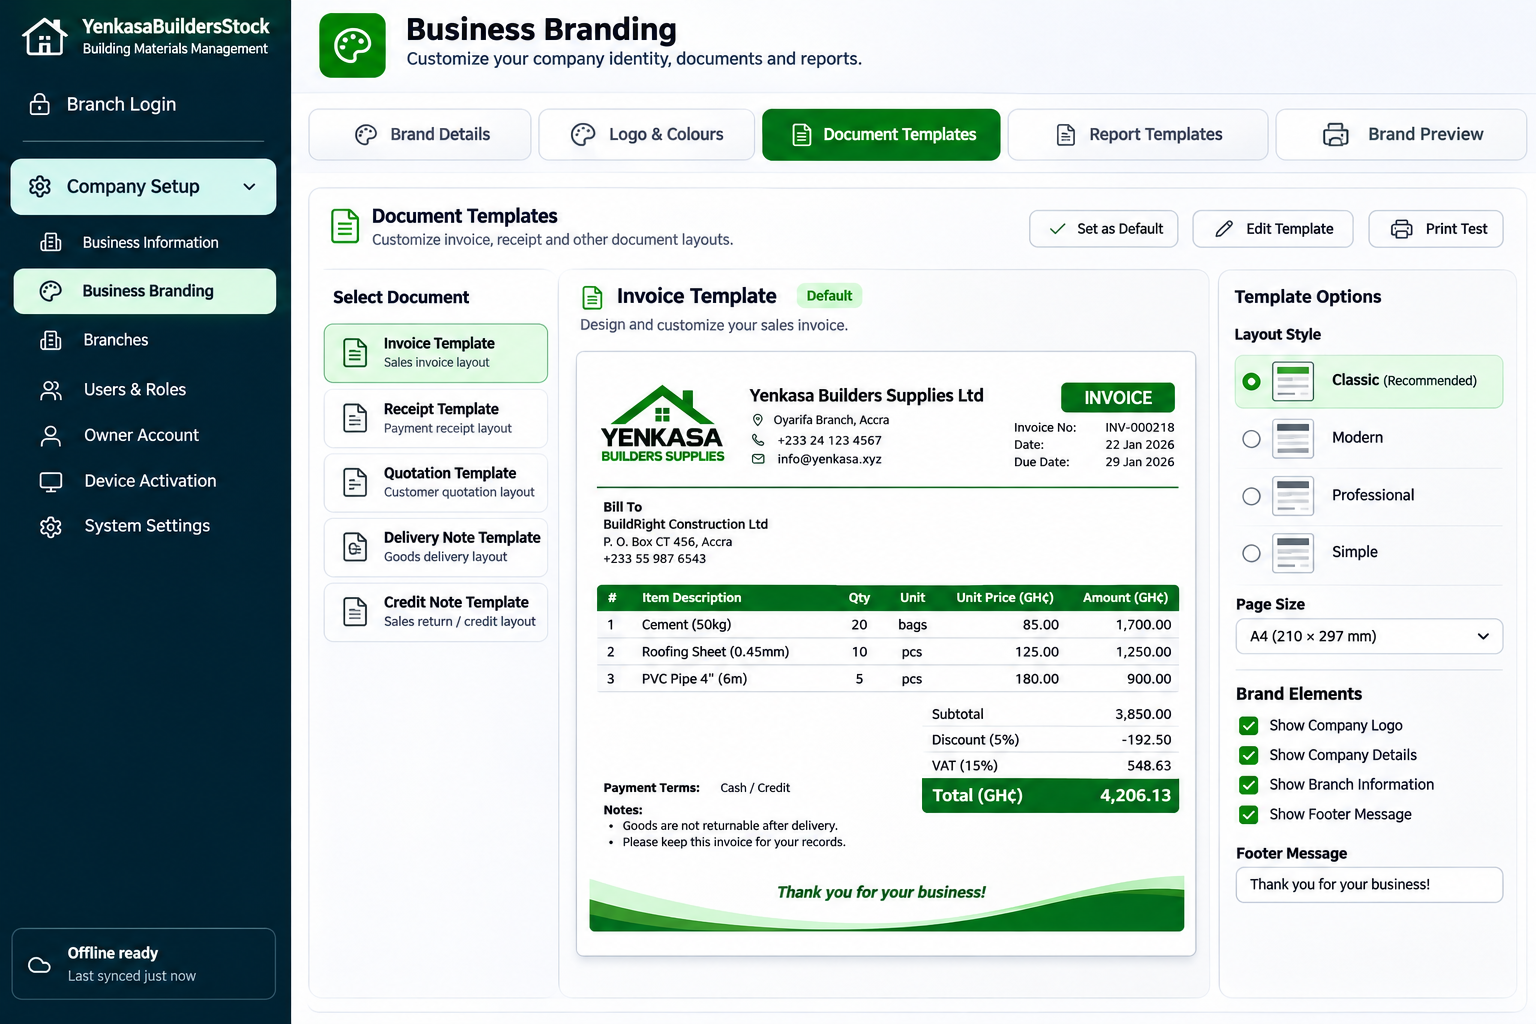 YenkasaBuildersStock
Building Materials Management
Branch Login
Company Setup
Business Information
Business Branding
Branches
Users & Roles
Owner Account
Device Activation
System Settings
Offline ready
Last synced just now
Business Branding
Customize your company identity, documents and reports.
Brand Details
Logo & Colours
Document Templates
Report Templates
Brand Preview
Document Templates
Customize invoice, receipt and other document layouts.
Set as Default
Edit Template
Print Test
Select Document
Invoice Template
Sales invoice layout
Receipt Template
Payment receipt layout
Quotation Template
Customer quotation layout
Delivery Note Template
Goods delivery layout
Credit Note Template
Sales return / credit layout
Invoice Template Default
Design and customize your sales invoice.
YENKASA
BUILDERS SUPPLIES
Yenkasa Builders Supplies Ltd
Oyarifa Branch, Accra
+233 24 123 4567
info@yenkasa.xyz
INVOICE
Invoice No: INV-000218
Date: 22 Jan 2026
Due Date: 29 Jan 2026
Bill To
BuildRight Construction Ltd
P. O. Box CT 456, Accra
+233 55 987 6543
# Item Description Qty Unit Unit Price (GH¢) Amount (GH¢)
1 Cement (50kg) 20 bags 85.00 1,700.00
2 Roofing Sheet (0.45mm) 10 pcs 125.00 1,250.00
3 PVC Pipe 4" (6m) 5 pcs 180.00 900.00
Subtotal 3,850.00
Discount (5%) -192.50
VAT (15%) 548.63
Total (GH¢) 4,206.13
Payment Terms: Cash / Credit
Notes:
• Goods are not returnable after delivery.
• Please keep this invoice for your records.
Thank you for your business!
Template Options
Layout Style
Classic (Recommended)
Modern
Professional
Simple
Page Size
A4 (210 × 297 mm)
Brand Elements
Show Company Logo
Show Company Details
Show Branch Information
Show Footer Message
Footer Message
Thank you for your business!